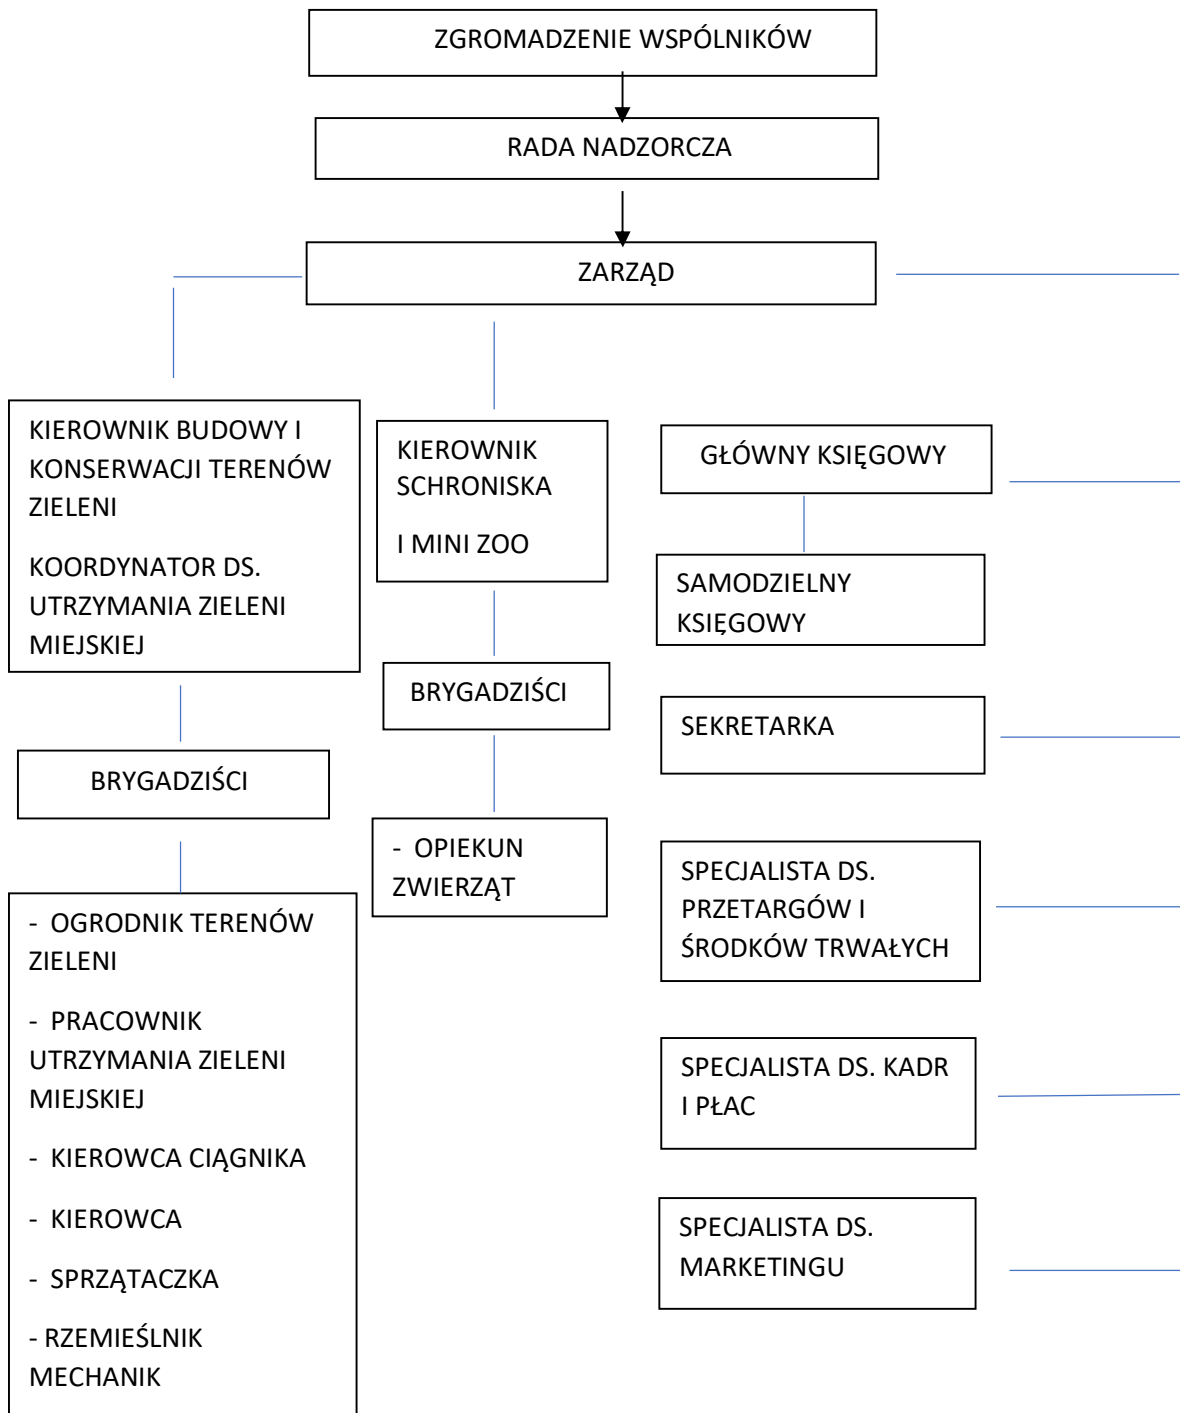 ZGROMADZENIE WSPÓLNIKÓW
RADA NADZORCZA
ZARZĄD
KIEROWNIK BUDOWY I
KONSERWACJI TERENÓW
ZIELENI
KOORDYNATOR DS.
UTRZYMANIA ZIELENI
MIEJSKIEJ
BRYGADZIŚCI
- OGRODNIK TERENÓW
ZIELENI
- PRACOWNIK
UTRZYMANIA ZIELENI
MIEJSKIEJ
- KIEROWCA CIĄGNIKA
- KIEROWCA
- SPRZĄTACZKA
- RZEMIEŚLNIK
MECHANIK
KIEROWNIK
SCHRONISKA
I MINI ZOO
BRYGADZIŚCI
- OPIEKUN
ZWIERZĄT
GŁÓWNY KSIĘGOWY
SAMODZIELNY
KSIĘGOWY
SEKRETARKA
SPECJALISTA DS.
PRZETARGÓW I
ŚRODKÓW TRWAŁYCH
SPECJALISTA DS. KADR
I PŁAC
SPECJALISTA DS.
MARKETINGU